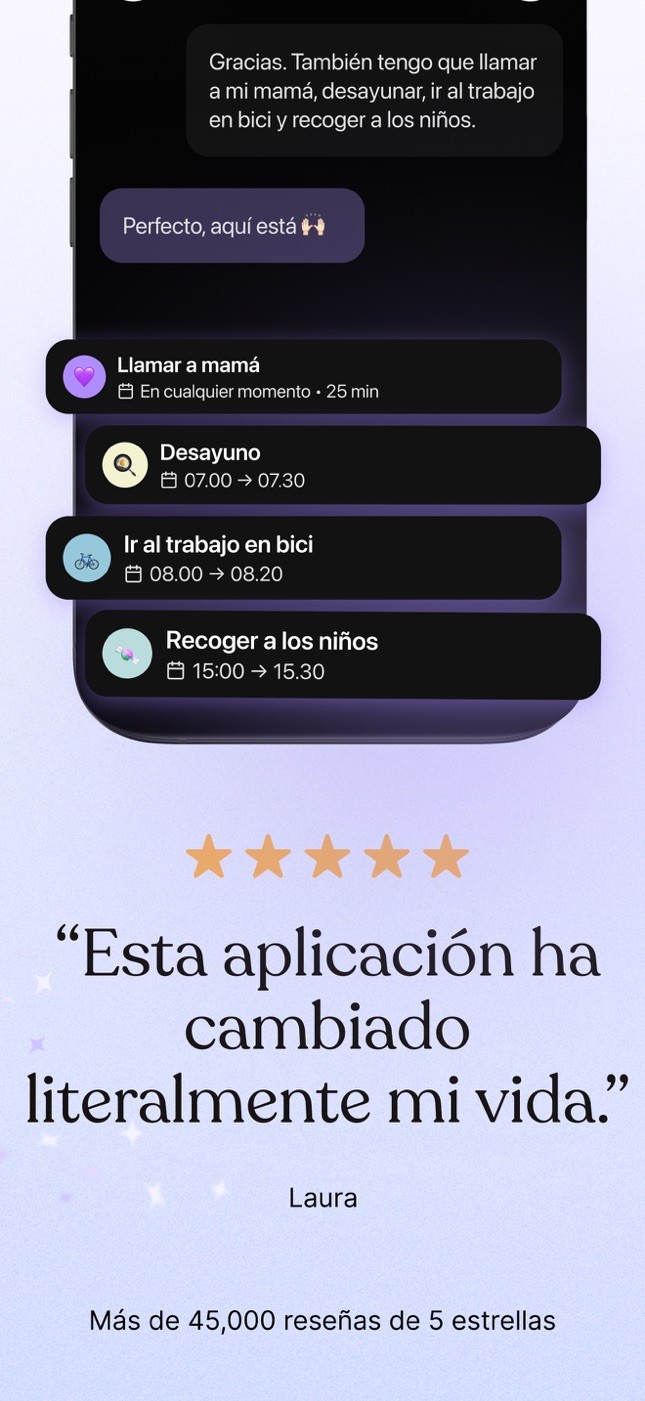 Gracias. También tengo que llamar
a mi mamá, desayunar, ir al trabajo
en bici y recoger a los niños.
Perfecto, aquí está 🙌🏻
Llamar a mamá
En cualquier momento • 25 min
Desayuno
07.00 → 07.30
Ir al trabajo en bici
08.00 → 08.20
Recoger a los niños
15:00 → 15.30
“Esta aplicación ha
cambiado
literalmente mi vida.”
Laura
Más de 45,000 reseñas de 5 estrellas